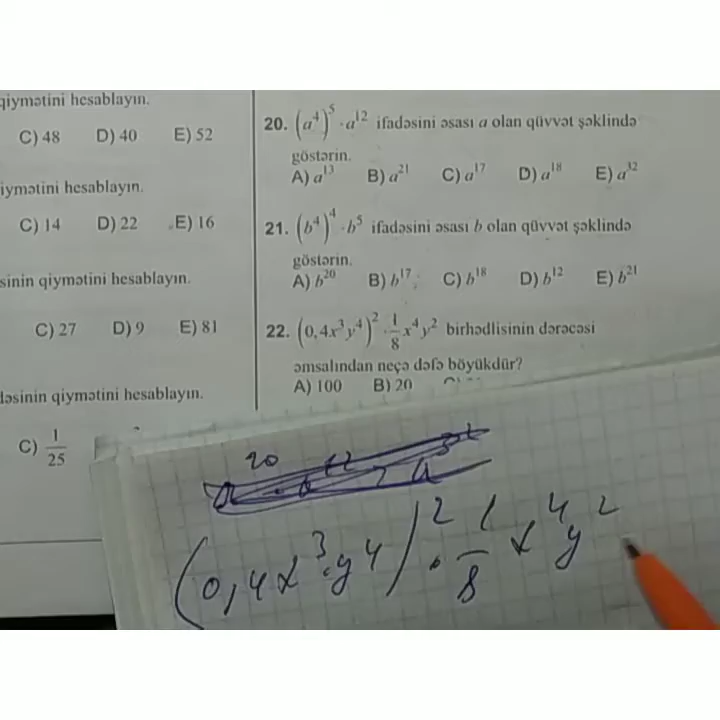 qiymətini hesablayın.
C) 48 D) 40 E) 52
iymətini hesablayın.
C) 14 D) 22 E) 16
sinin qiymətini hesablayın.
C) 27 D) 9 E) 81
dəsinin qiymətini hesablayın.
C) 1/25
20. (a⁴)⁵ · a¹² ifadəsini əsası a olan qüvvət şəklində
göstərin.
A) a¹³ B) a²¹ C) a¹⁷ D) a¹⁸ E) a³²
21. (b⁴)⁴ · b⁵ ifadəsini əsası b olan qüvvət şəklində
göstərin.
A) b²⁰ B) b¹⁷ C) b¹⁸ D) b¹² E) b²¹
22. (0,4x³y⁴)² · 1/8 x⁴y² birhədlisinin dərəcəsi
əmsalından neçə dəfə böyükdür?
A) 100 B) 20
20
(0,4x³·y⁴)² · 1/8 x⁴y²